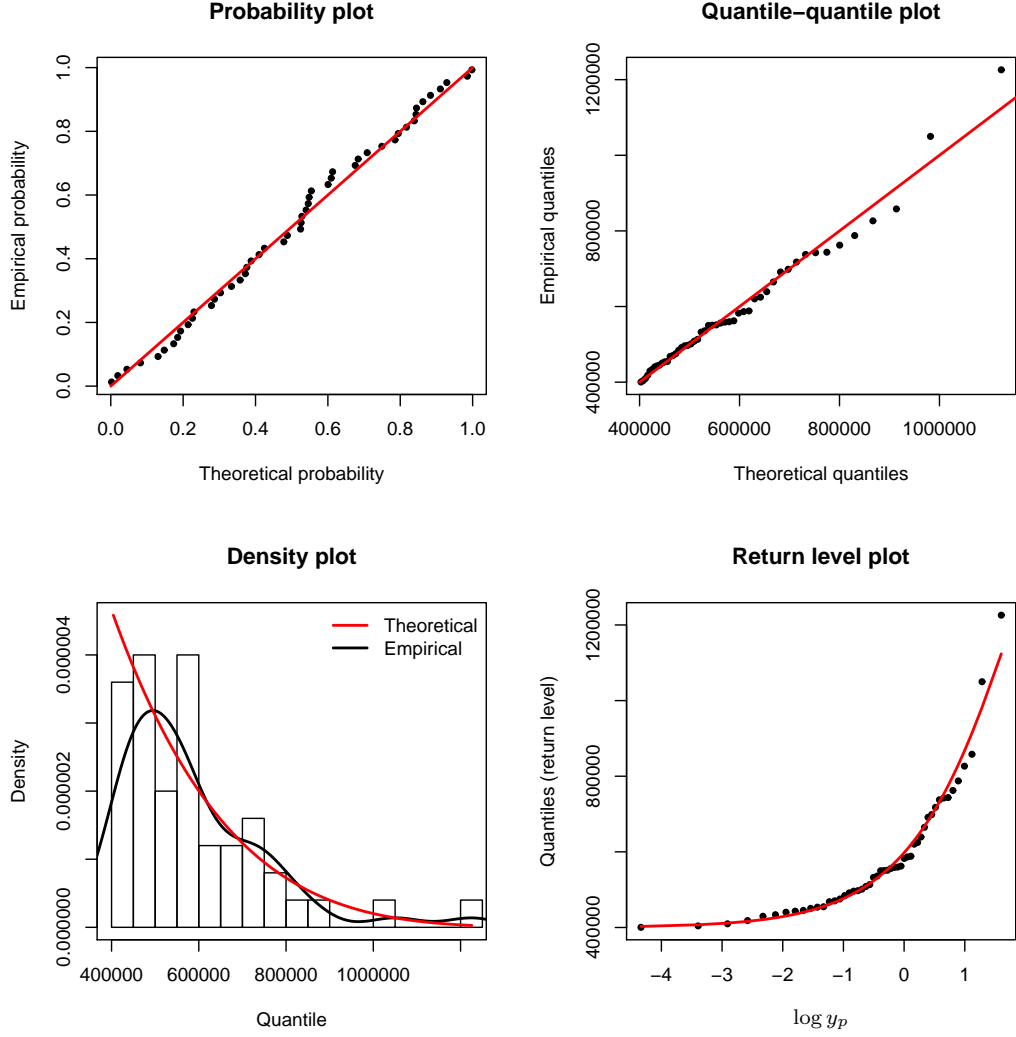 Probability plot
Empirical probability
1.0
0.8
0.6
0.4
0.2
0.0
0.0 0.2 0.4 0.6 0.8 1.0
Theoretical probability
Quantile−quantile plot
Empirical quantiles
1200000
800000
400000
400000 600000 800000 1000000
Theoretical quantiles
Density plot
Density
0.000004
0.000002
0.000000
Theoretical
Empirical
400000 600000 800000 1000000
Quantile
Return level plot
Quantiles (return level)
1200000
800000
400000
−4 −3 −2 −1 0 1
log y_p